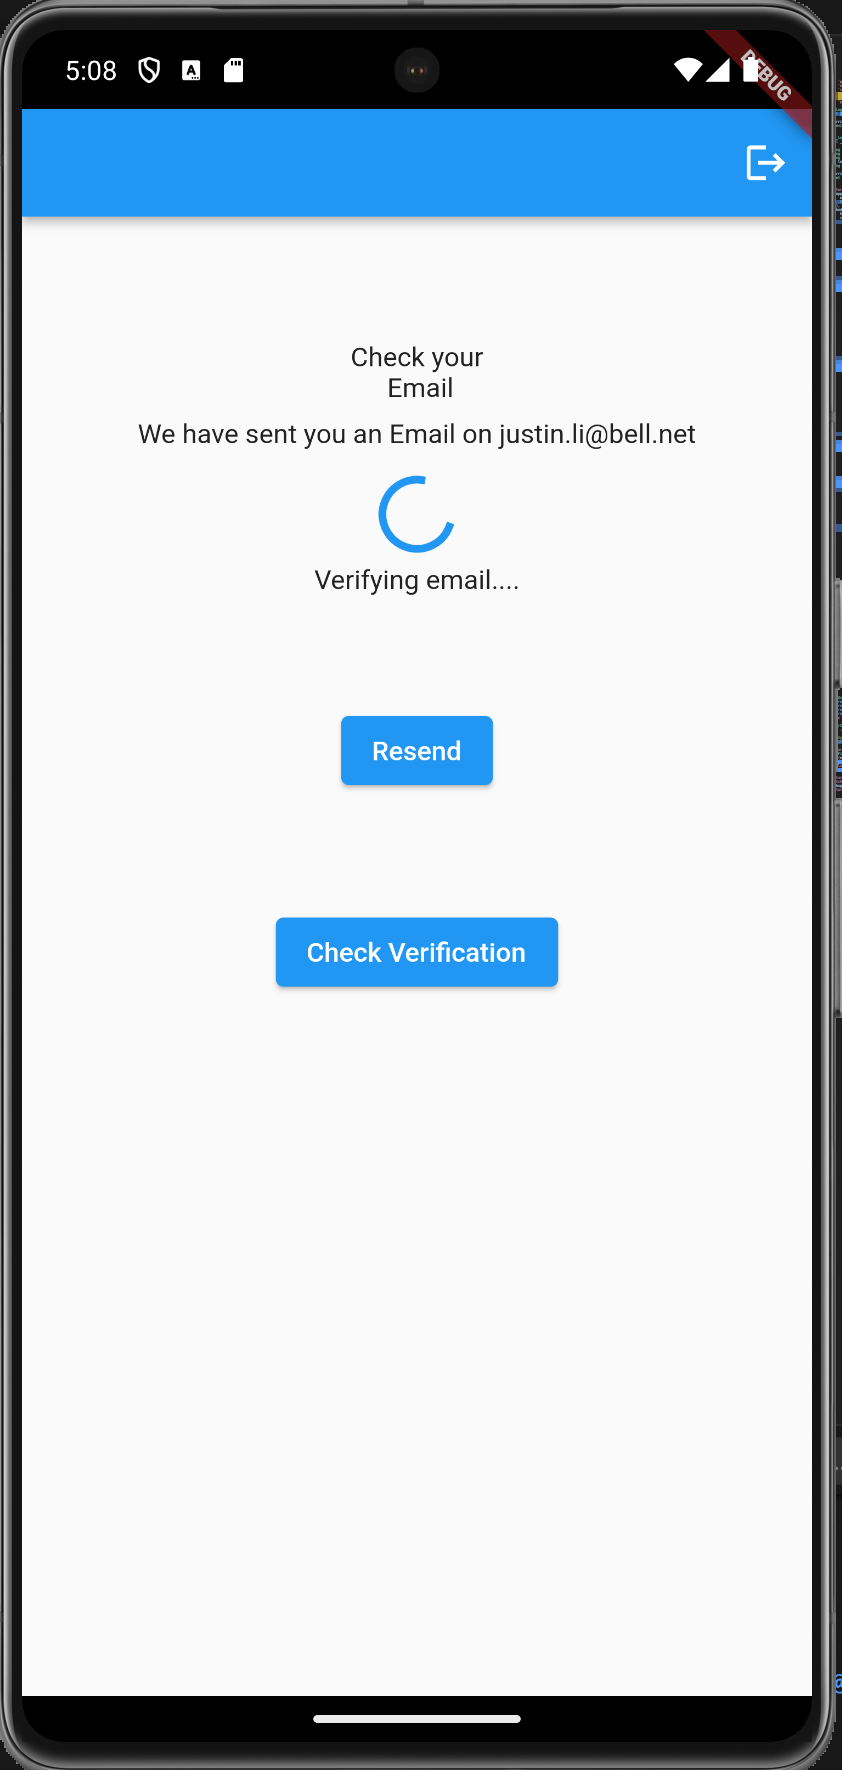 5:08
DEBUG
Check your
Email
We have sent you an Email on justin.li@bell.net
Verifying email....
Resend
Check Verification